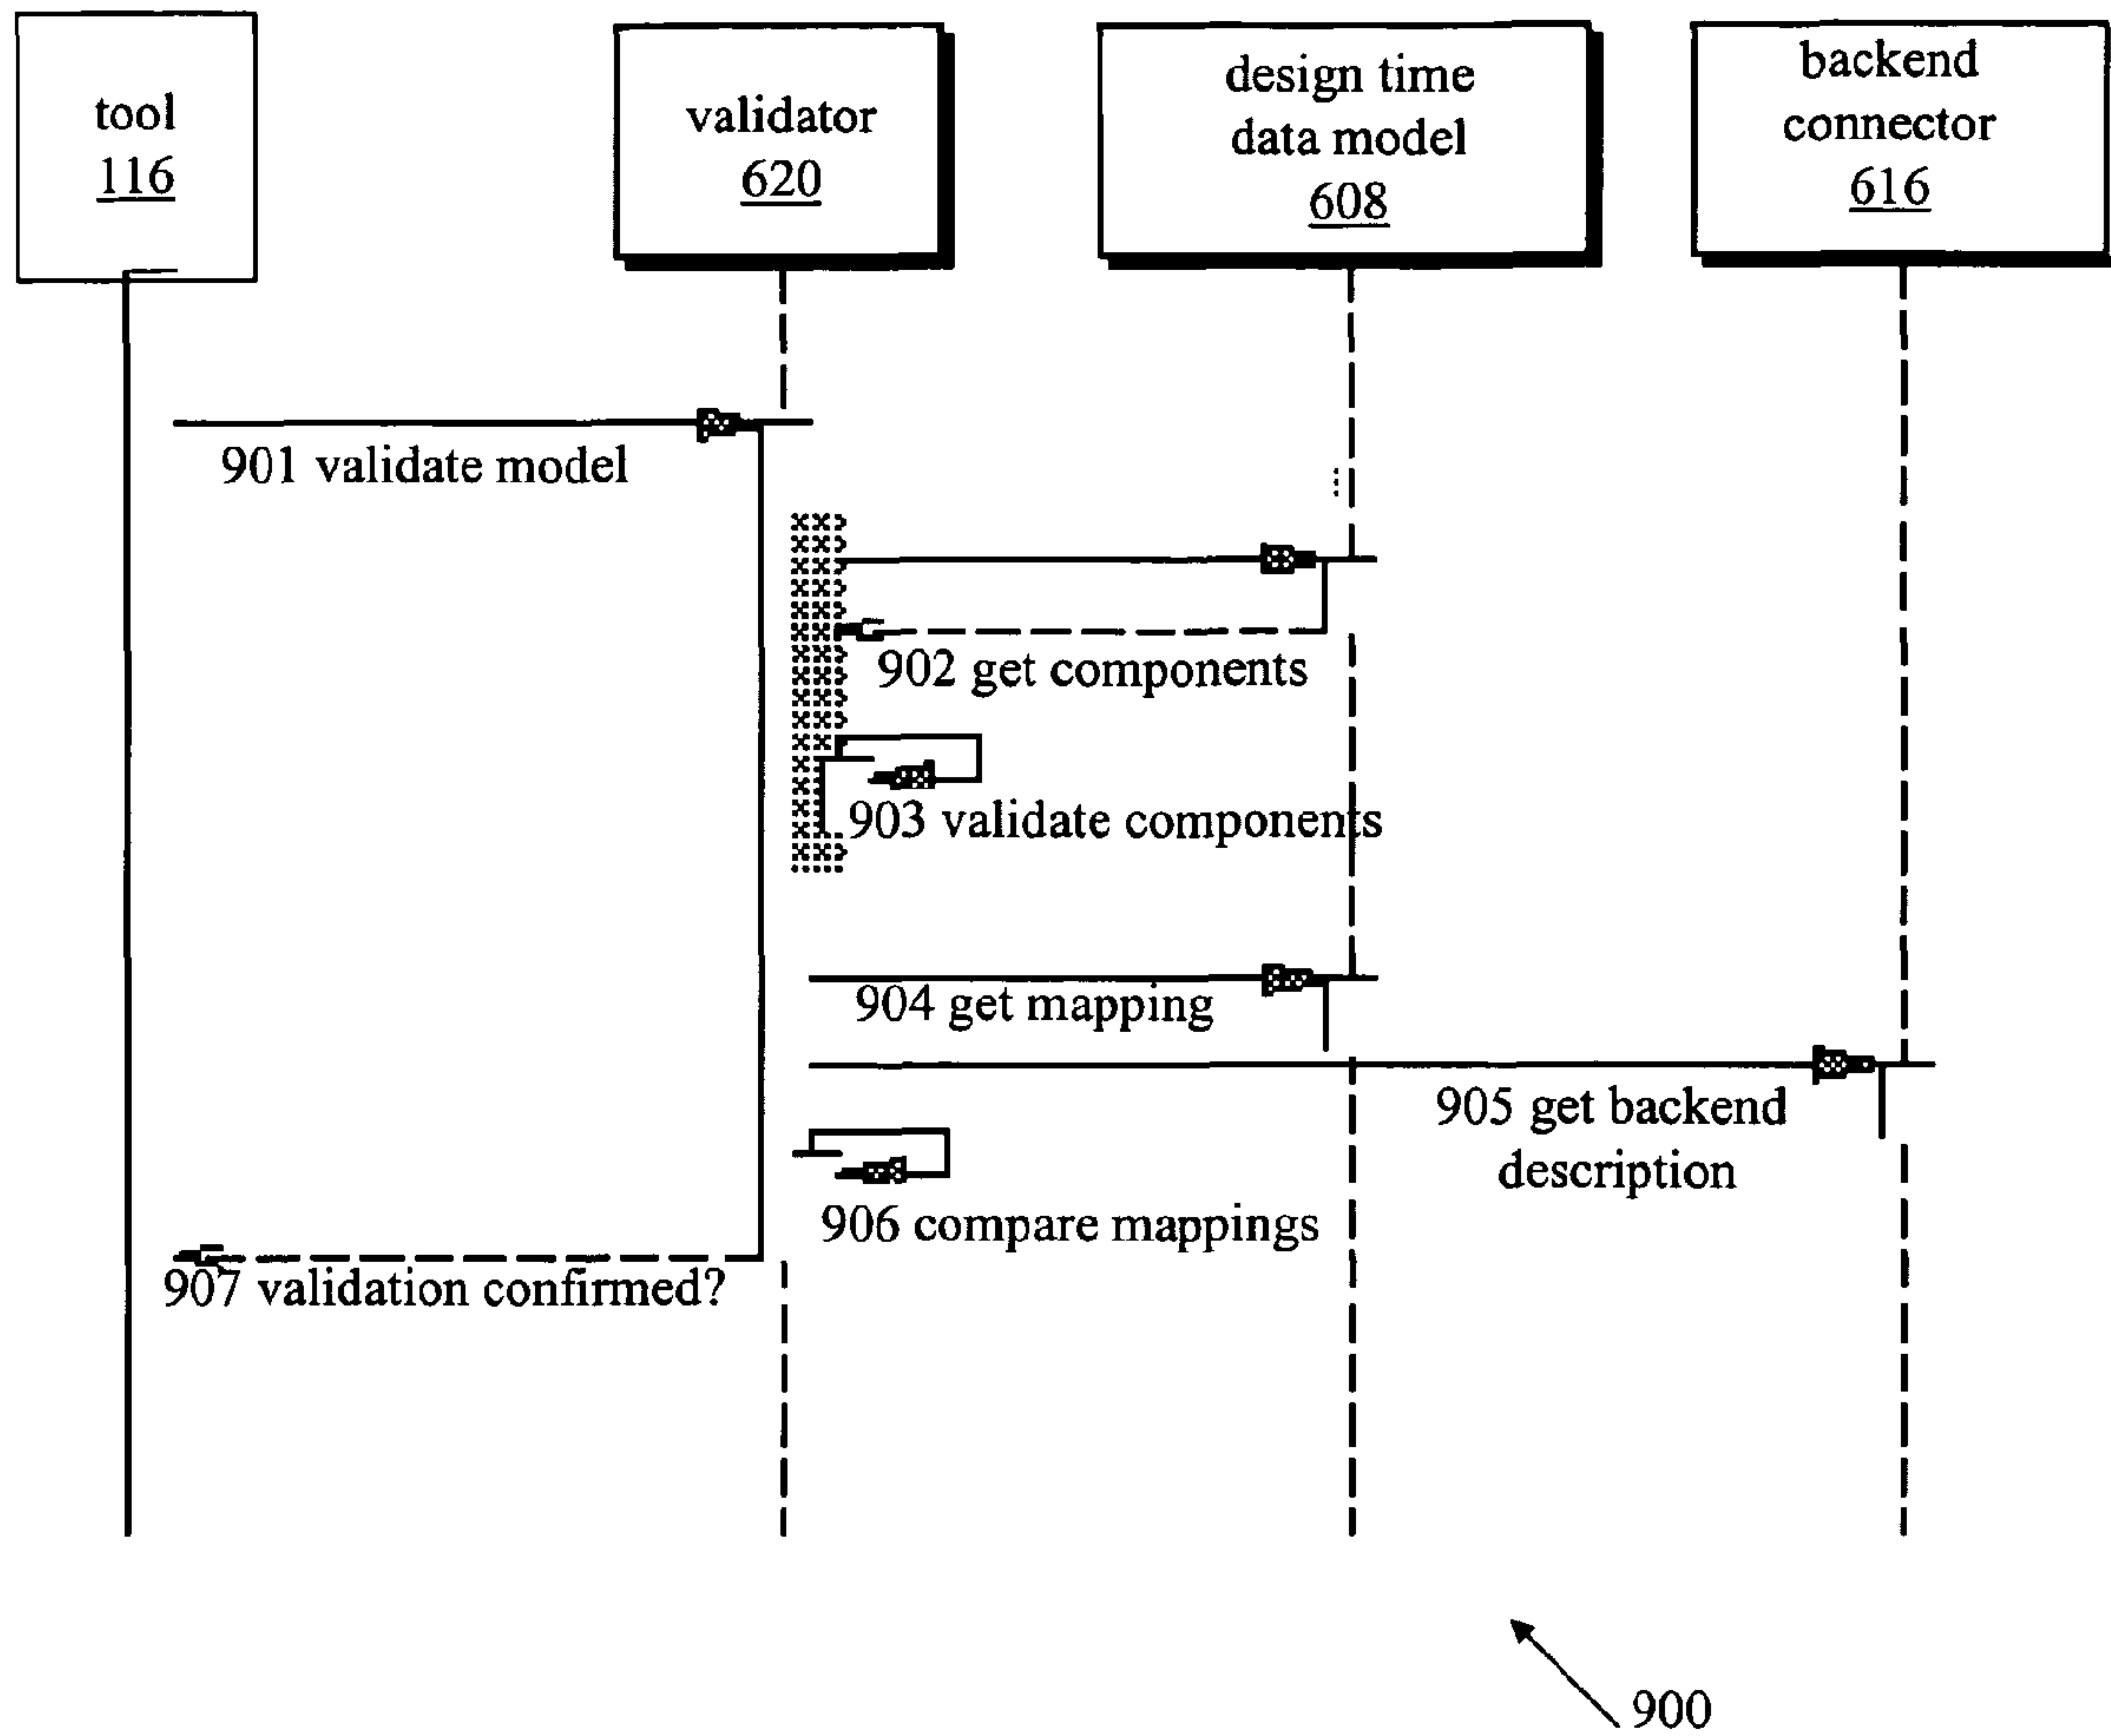 tool
116
validator
620
design time
data model
608
backend
connector
616
901 validate model
902 get components
903 validate components
904 get mapping
905 get backend
description
906 compare mappings
907 validation confirmed?
900